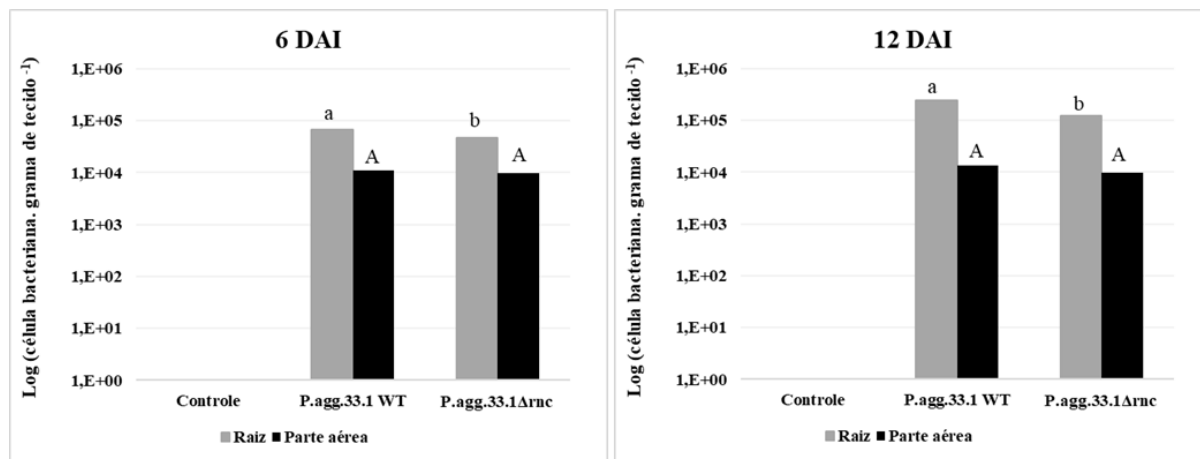 6 DAI
Log (célula bacteriana. grama de tecido ⁻¹)
1,E+06
1,E+05
1,E+04
1,E+03
1,E+02
1,E+01
1,E+00
a
A
b
A
Controle P.agg.33.1 WT P.agg.33.1Δrnc
Raiz Parte aérea
12 DAI
Log (célula bacteriana. grama de tecido ⁻¹)
1,E+06
1,E+05
1,E+04
1,E+03
1,E+02
1,E+01
1,E+00
a
A
b
A
Controle P.agg.33.1 WT P.agg.33.1Δrnc
Raiz Parte aérea